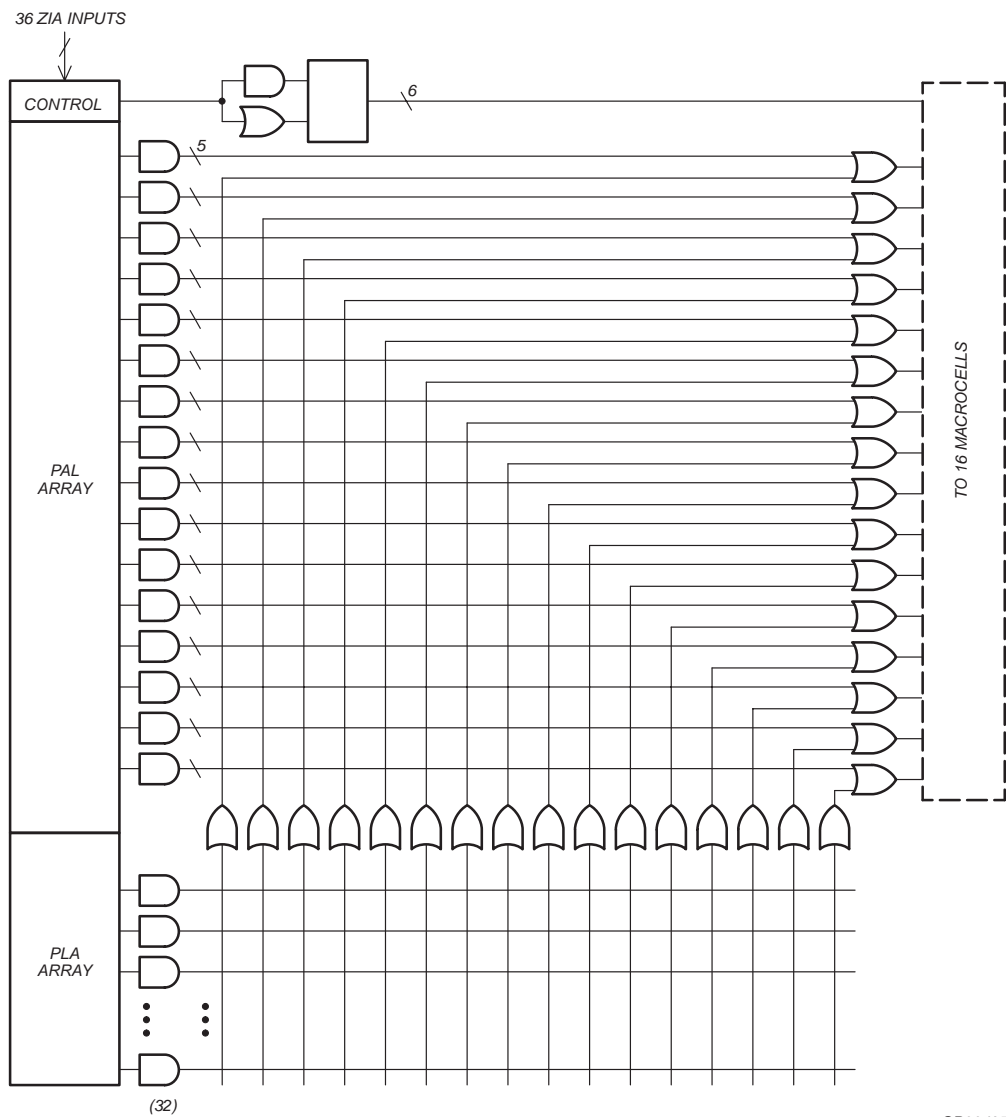 36 ZIA INPUTS
CONTROL
6
5
PAL
ARRAY
TO 16 MACROCELLS
PLA
ARRAY
(32)